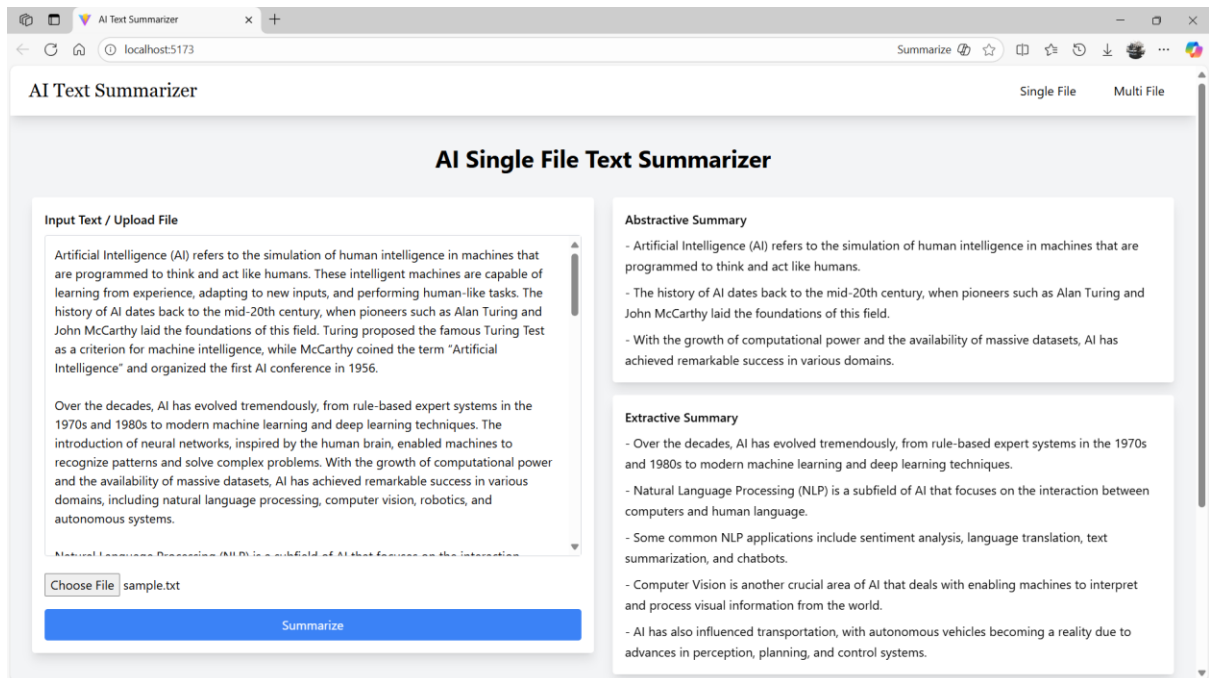 AI Text Summarizer
localhost:5173
Summarize
AI Text Summarizer
Single File
Multi File
AI Single File Text Summarizer
Input Text / Upload File
Artificial Intelligence (AI) refers to the simulation of human intelligence in machines that
are programmed to think and act like humans. These intelligent machines are capable of
learning from experience, adapting to new inputs, and performing human-like tasks. The
history of AI dates back to the mid-20th century, when pioneers such as Alan Turing and
John McCarthy laid the foundations of this field. Turing proposed the famous Turing Test
as a criterion for machine intelligence, while McCarthy coined the term “Artificial
Intelligence” and organized the first AI conference in 1956.
Over the decades, AI has evolved tremendously, from rule-based expert systems in the
1970s and 1980s to modern machine learning and deep learning techniques. The
introduction of neural networks, inspired by the human brain, enabled machines to
recognize patterns and solve complex problems. With the growth of computational power
and the availability of massive datasets, AI has achieved remarkable success in various
domains, including natural language processing, computer vision, robotics, and
autonomous systems.
Natural Language Processing (NLP) is a subfield of AI that focuses on the interaction
Choose File sample.txt
Summarize
Abstractive Summary
- Artificial Intelligence (AI) refers to the simulation of human intelligence in machines that are
programmed to think and act like humans.
- The history of AI dates back to the mid-20th century, when pioneers such as Alan Turing and
John McCarthy laid the foundations of this field.
- With the growth of computational power and the availability of massive datasets, AI has
achieved remarkable success in various domains.
Extractive Summary
- Over the decades, AI has evolved tremendously, from rule-based expert systems in the 1970s
and 1980s to modern machine learning and deep learning techniques.
- Natural Language Processing (NLP) is a subfield of AI that focuses on the interaction between
computers and human language.
- Some common NLP applications include sentiment analysis, language translation, text
summarization, and chatbots.
- Computer Vision is another crucial area of AI that deals with enabling machines to interpret
and process visual information from the world.
- AI has also influenced transportation, with autonomous vehicles becoming a reality due to
advances in perception, planning, and control systems.